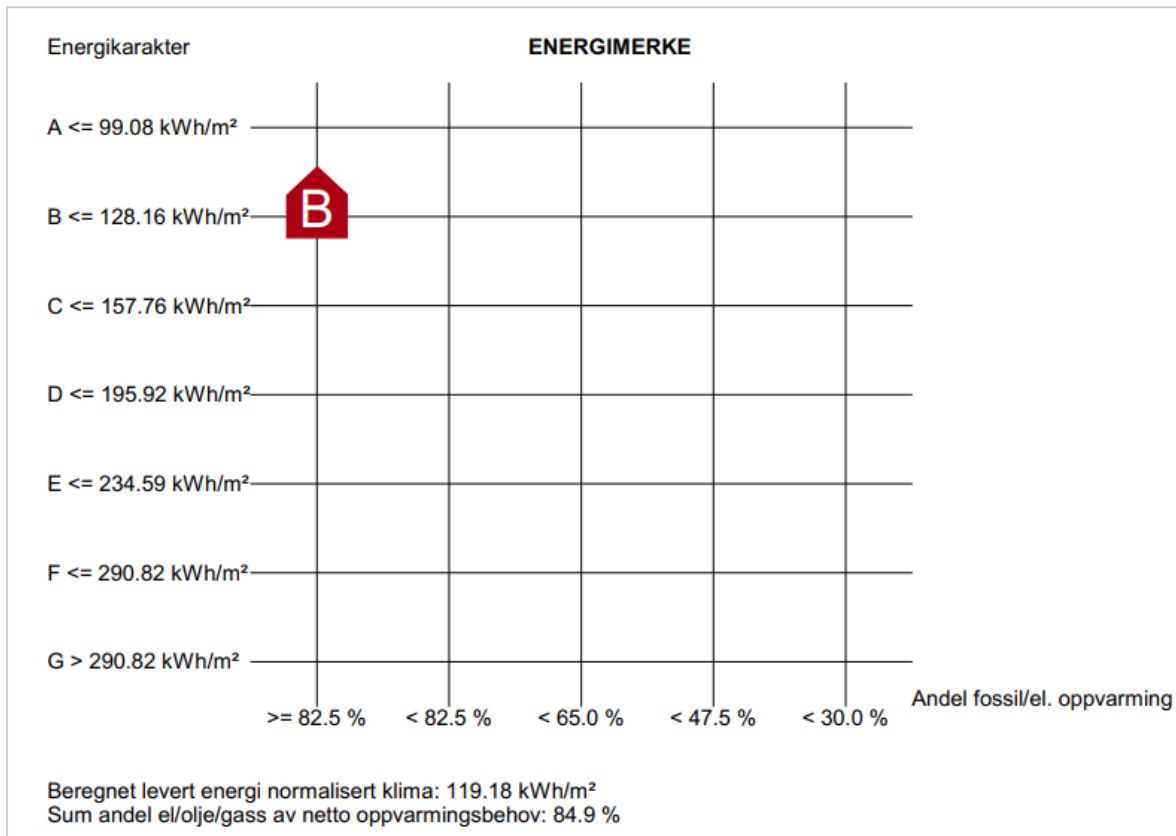 Energikarakter
ENERGIMERKE
A <= 99.08 kWh/m²
B <= 128.16 kWh/m²
B
C <= 157.76 kWh/m²
D <= 195.92 kWh/m²
E <= 234.59 kWh/m²
F <= 290.82 kWh/m²
G > 290.82 kWh/m²
Andel fossil/el. oppvarming
>= 82.5 % < 82.5 % < 65.0 % < 47.5 % < 30.0 %
Beregnet levert energi normalisert klima: 119.18 kWh/m²
Sum andel el/olje/gass av netto oppvarmingsbehov: 84.9 %